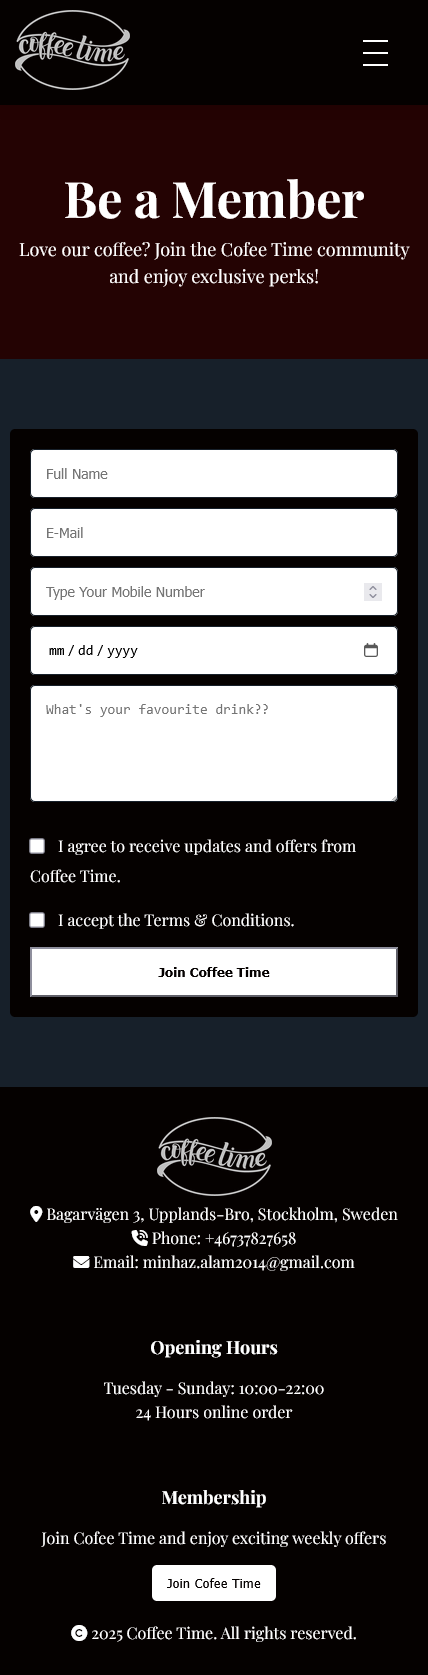 coffee time
Be a Member
Love our coffee? Join the Cofee Time community
and enjoy exclusive perks!
Full Name
E-Mail
Type Your Mobile Number
mm/dd/yyyy
What's your favourite drink??
I agree to receive updates and offers from
Coffee Time.
I accept the Terms & Conditions.
Join Coffee Time
coffee time
Bagarvägen 3, Upplands-Bro, Stockholm, Sweden
Phone: +46737827658
Email: minhaz.alam2014@gmail.com
Opening Hours
Tuesday - Sunday: 10:00-22:00
24 Hours online order
Membership
Join Cofee Time and enjoy exciting weekly offers
Join Cofee Time
© 2025 Coffee Time. All rights reserved.